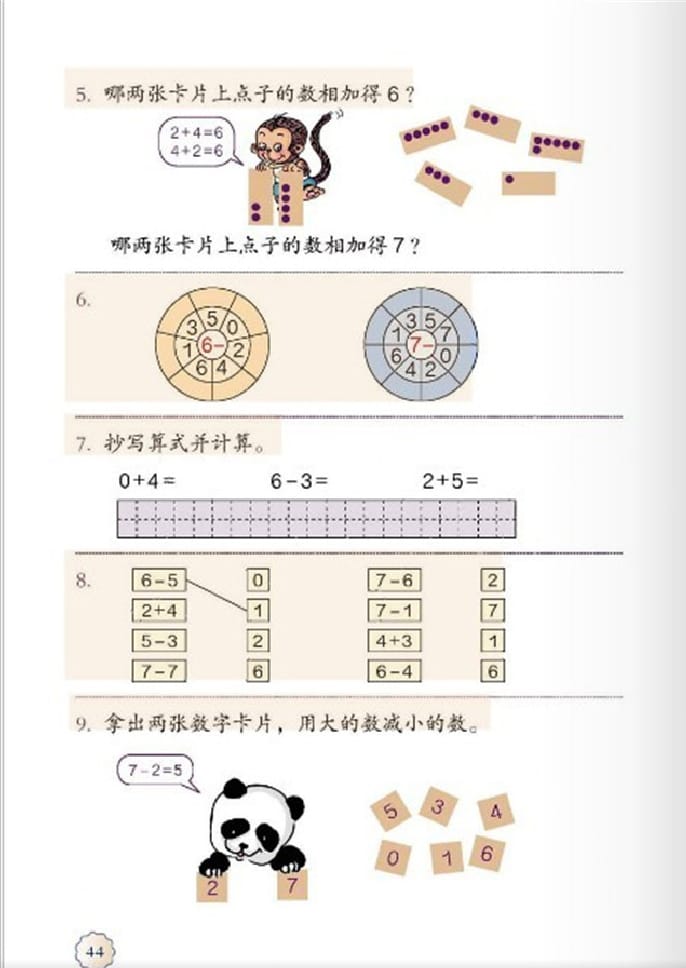 5. 哪两张卡片上点子的数相加得6?
2+4=6
4+2=6
哪两张卡片上点子的数相加得7?
6.
6-
5
0
2
4
6
1
3
7-
5
7
0
2
4
6
1
3
7. 抄写算式并计算。
0+4= 6-3= 2+5=
8.
6-5 0 7-6 2
2+4 1 7-1 7
5-3 2 4+3 1
7-7 6 6-4 6
9. 拿出两张数字卡片，用大的数减小的数。
7-2=5
5 3 4
0 1 6
2 7
44